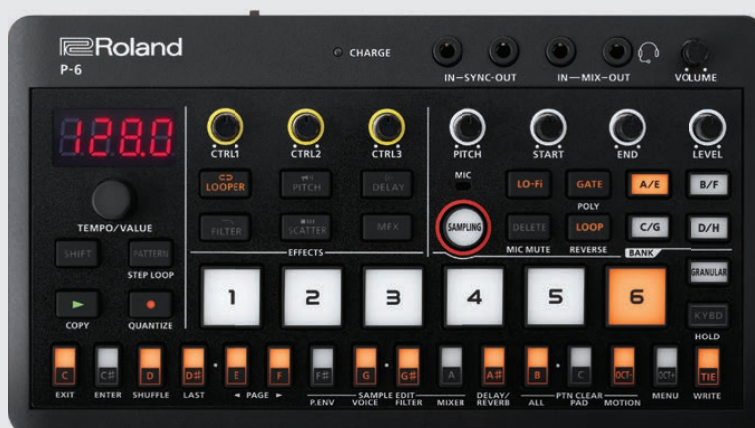 Roland
P-6
CHARGE
IN–SYNC–OUT
IN–MIX–OUT
VOLUME
128.0
CTRL1 CTRL2 CTRL3 PITCH START END LEVEL
MIC
LOOPER PITCH DELAY
LO-Fi GATE A/E B/F
POLY
TEMPO/VALUE
FILTER SCATTER MFX
SAMPLING
DELETE LOOP C/G D/H
MIC MUTE REVERSE BANK
SHIFT PATTERN
EFFECTS
STEP LOOP
1 2 3 4 5 6
GRANULAR
KYBD
HOLD
COPY QUANTIZE
C C# D D# E F F# G G# A A# B C OCT- OCT+ TIE
EXIT ENTER SHUFFLE LAST ◄ PAGE ► P.ENV SAMPLE EDIT VOICE FILTER MIXER DELAY/REVERB ALL PTN CLEAR PAD MOTION MENU WRITE